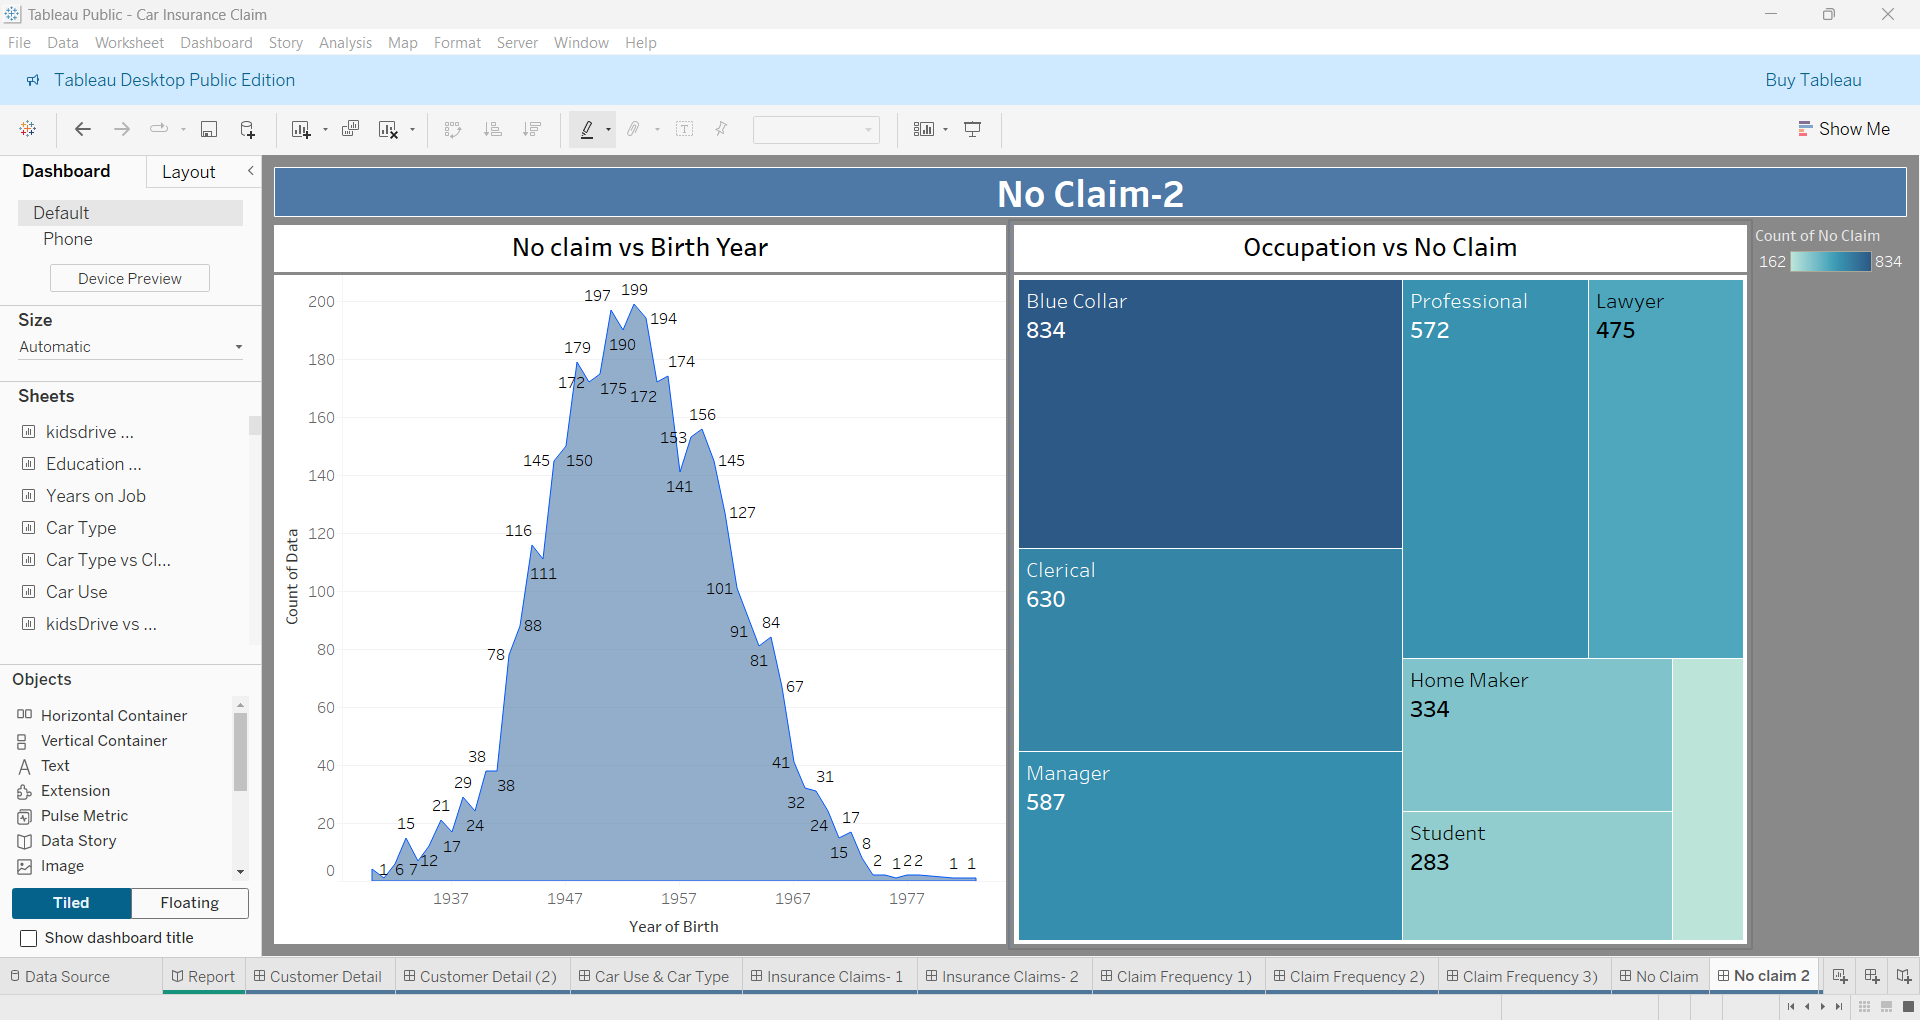 Tableau Public - Car Insurance Claim
File Data Worksheet Dashboard Story Analysis Map Format Server Window Help
Tableau Desktop Public Edition
Buy Tableau
Show Me
Dashboard
Layout
Default
Phone
Device Preview
Size
Automatic
Sheets
kidsdrive ...
Education ...
Years on Job
Car Type
Car Type vs Cl...
Car Use
kidsDrive vs ...
Objects
Horizontal Container
Vertical Container
Text
Extension
Pulse Metric
Data Story
Image
Tiled
Floating
Show dashboard title
No Claim-2
No claim vs Birth Year
Count of Data
200
180
160
140
120
100
80
60
40
20
0
1 6 7 12
15
21
17
29
24
38
38
78
88
116
111
145
150
179
172
175
197
190
199
194
172
174
141
153
156
145
127
101
91
81
84
67
41
32
31
24
15
17
8
2
1 2 2
1 1
1937 1947 1957 1967 1977
Year of Birth
Occupation vs No Claim
Blue Collar
834
Clerical
630
Manager
587
Professional
572
Lawyer
475
Home Maker
334
Student
283
Count of No Claim
162 834
Data Source Report Customer Detail Customer Detail (2) Car Use & Car Type Insurance Claims- 1 Insurance Claims- 2 Claim Frequency 1) Claim Frequency 2) Claim Frequency 3) No Claim No claim 2